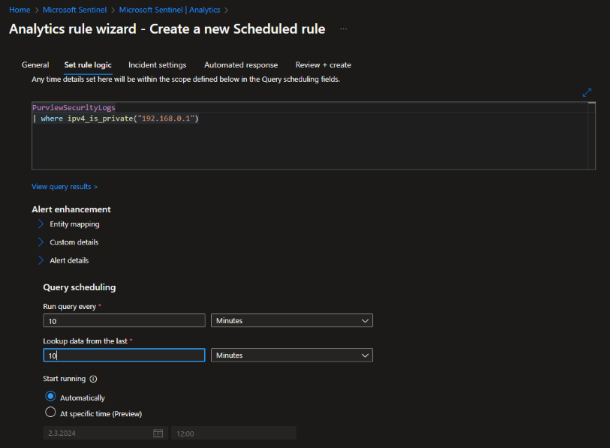 Home > Microsoft Sentinel > Microsoft Sentinel | Analytics >
Analytics rule wizard - Create a new Scheduled rule ...
General Set rule logic Incident settings Automated response Review + create
Any time details set here will be within the scope defined below in the Query scheduling fields.
PurviewSecurityLogs
| where ipv4_is_private("192.168.0.1")
View query results >
Alert enhancement
Entity mapping
Custom details
Alert details
Query scheduling
Run query every *
10 Minutes
Lookup data from the last *
10 Minutes
Start running
Automatically
At specific time (Preview)
2.3.2024 12:00